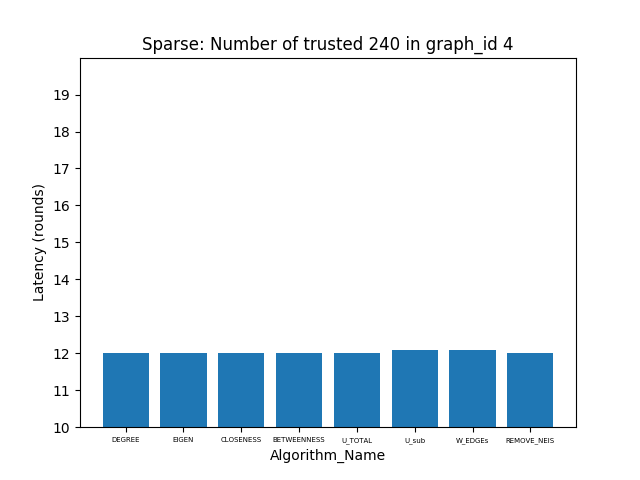 Sparse: Number of trusted 240 in graph_id 4
Latency (rounds)
19
18
17
16
15
14
13
12
11
10
DEGREE EIGEN CLOSENESS BETWEENNESS U_TOTAL U_sub W_EDGEs REMOVE_NEIS
Algorithm_Name